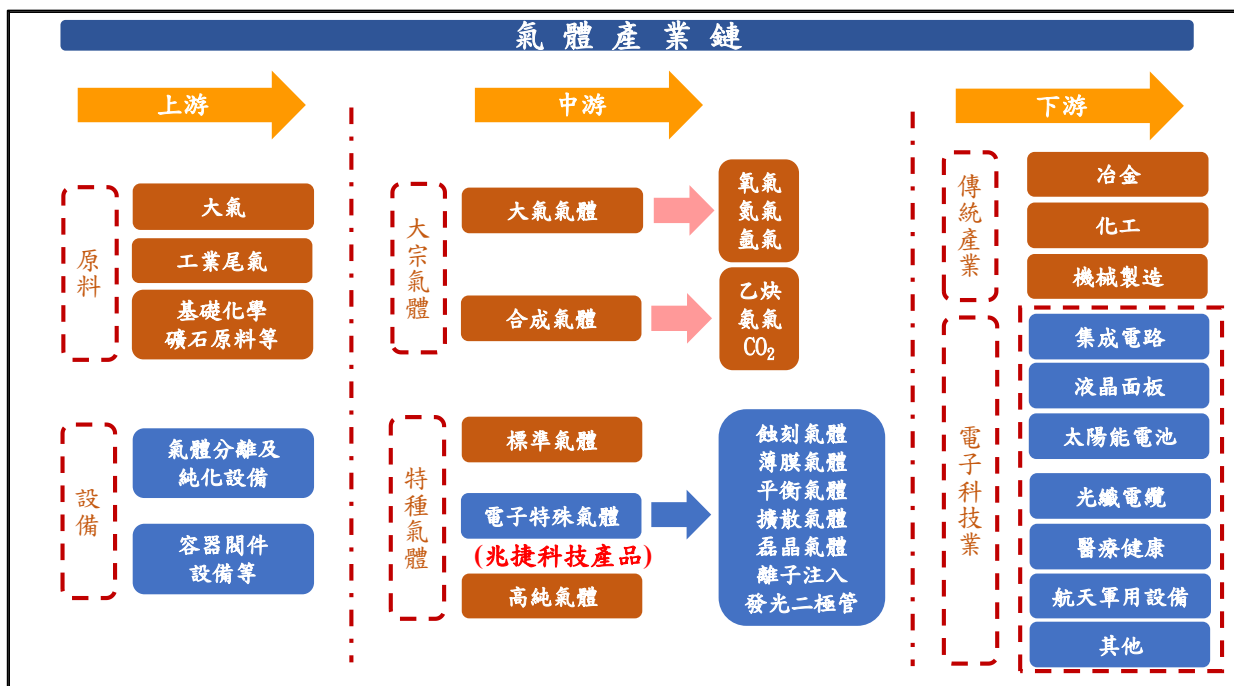 氣體產業鏈
上游
原料
大氣
工業尾氣
基礎化學
礦石原料等
設備
氣體分離及
純化設備
容器閥件
設備等
中游
大宗氣體
大氣氣體
氧氣
氮氣
氬氣
合成氣體
乙炔
氨氣
CO₂
特種氣體
標準氣體
電子特殊氣體
(兆捷科技產品)
高純氣體
蝕刻氣體
薄膜氣體
平衡氣體
擴散氣體
磊晶氣體
離子注入
發光二極管
下游
傳統產業
冶金
化工
機械製造
電子科技業
集成電路
液晶面板
太陽能電池
光纖電纜
醫療健康
航天軍用設備
其他